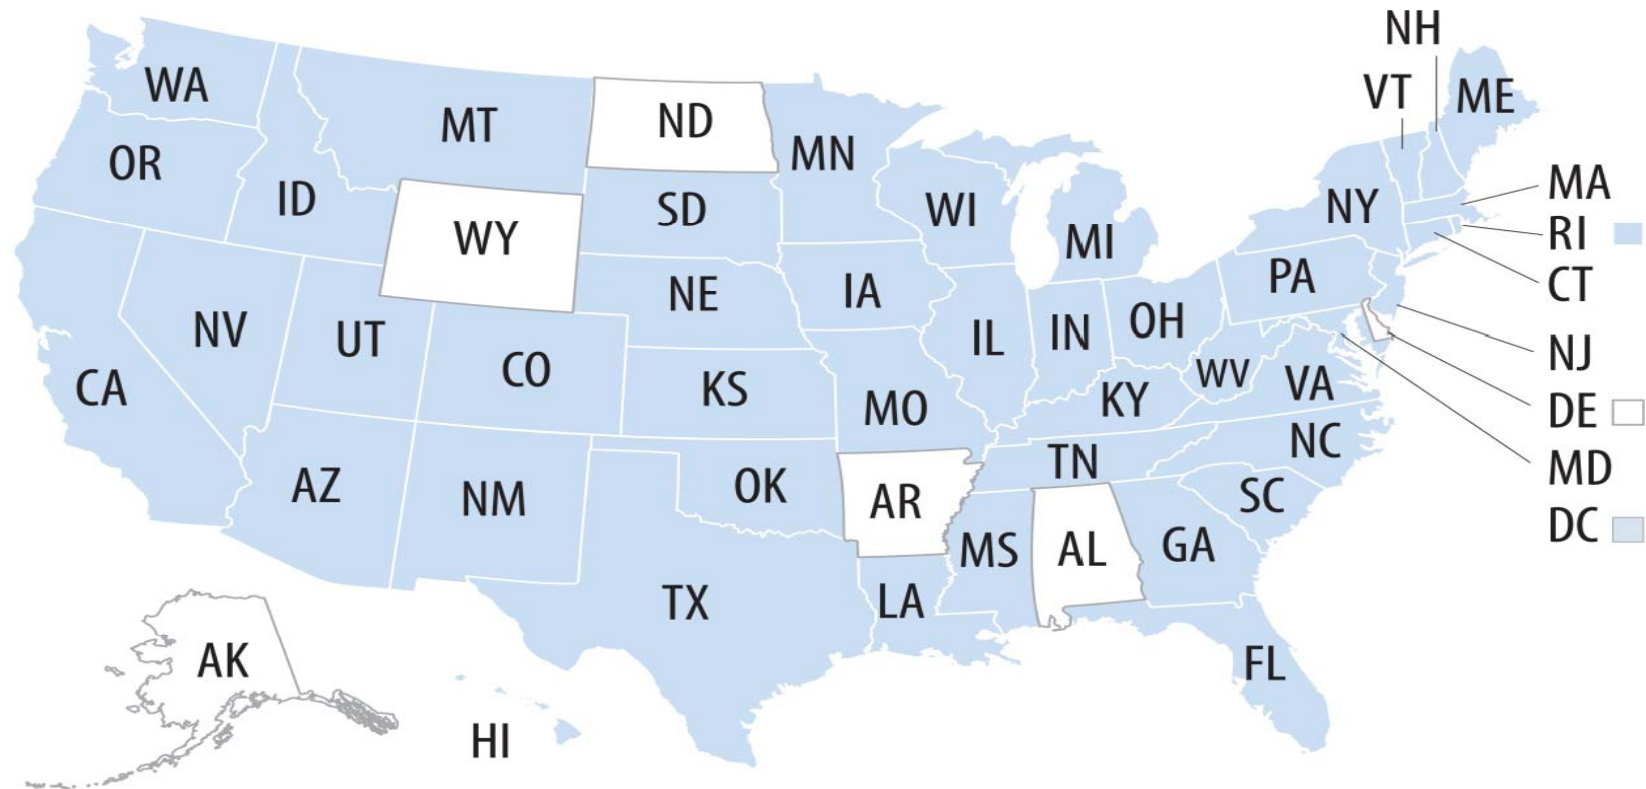 NH
VT
ME
WA
MT
ND
MN
OR
ID
SD
WI
NY
MA
WY
MI
RI
NE
IA
PA
CT
NV
UT
CO
IL
IN
OH
NJ
CA
KS
MO
KY
WV
VA
DE
AZ
NM
OK
AR
TN
NC
MD
SC
DC
MS
AL
GA
TX
LA
AK
FL
HI